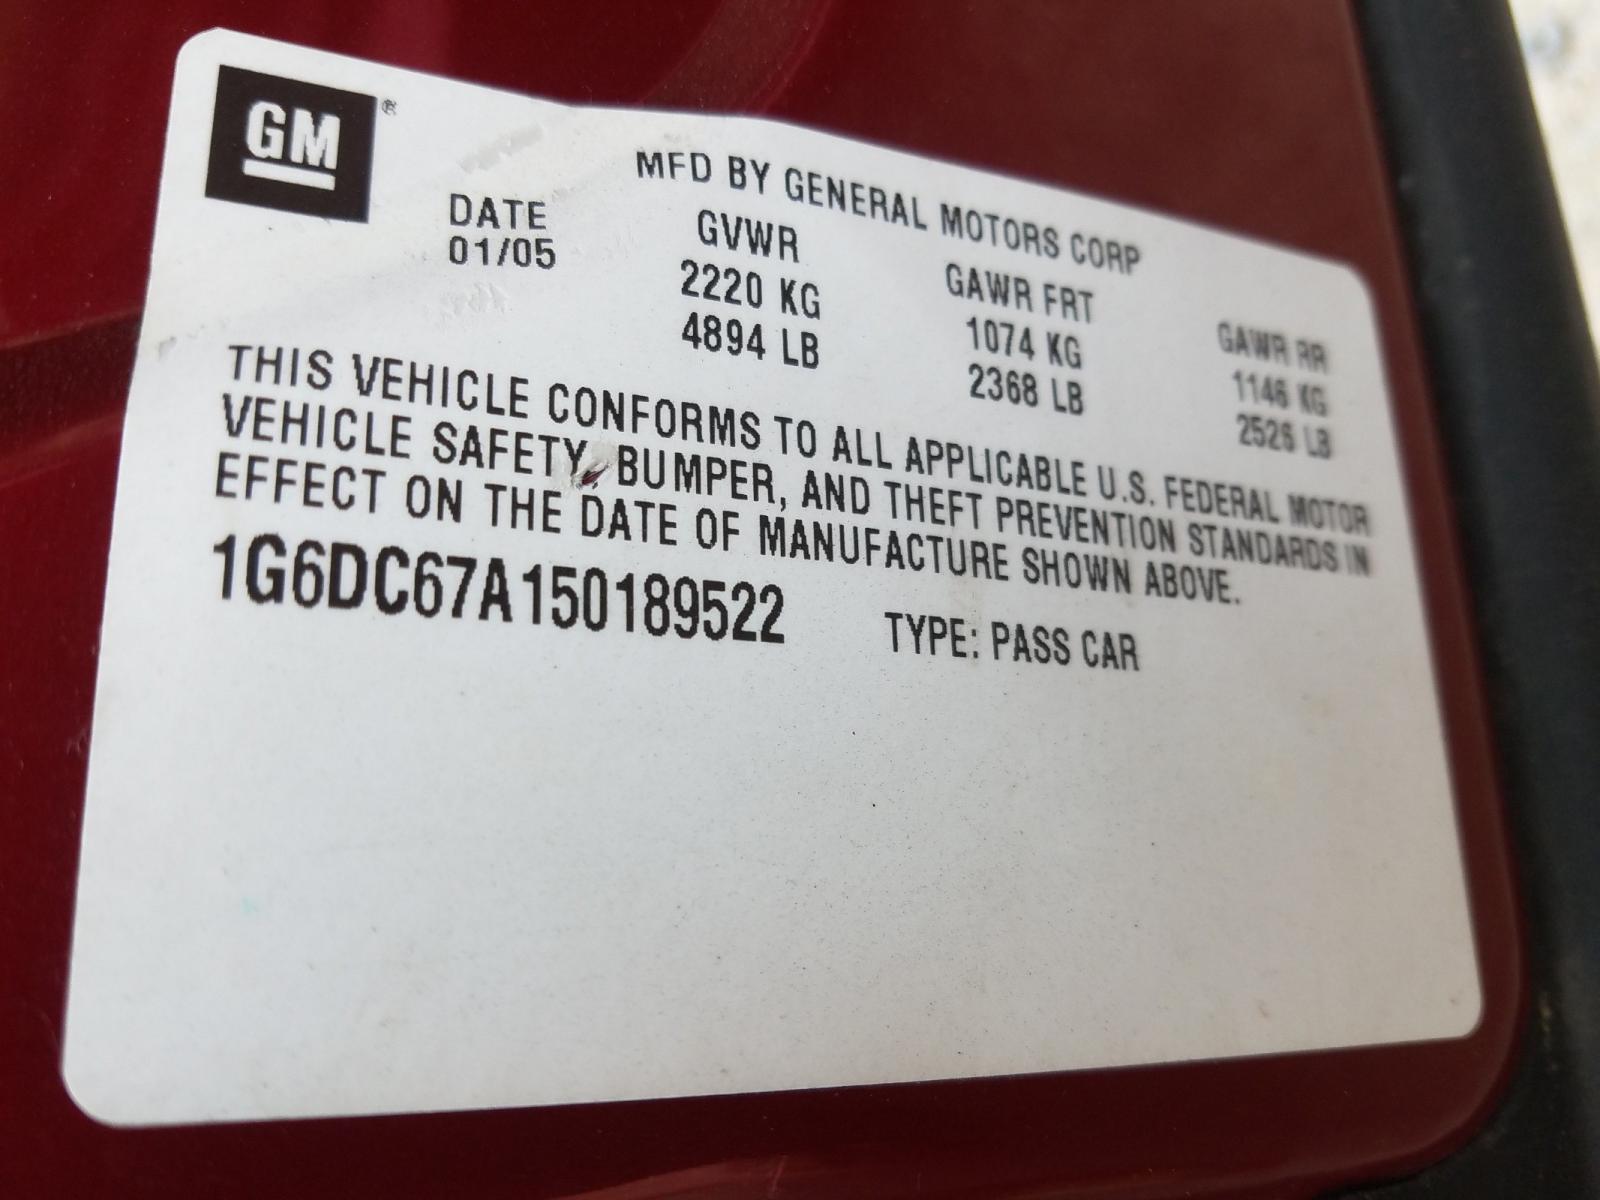 GM®
MFD BY GENERAL MOTORS CORP
DATE GVWR GAWR FRT GAWR RR
01/05 2220 KG 1074 KG 1146 KG
4894 LB 2368 LB 2526 LB
THIS VEHICLE CONFORMS TO ALL APPLICABLE U.S. FEDERAL MOTOR
VEHICLE SAFETY, BUMPER, AND THEFT PREVENTION STANDARDS IN
EFFECT ON THE DATE OF MANUFACTURE SHOWN ABOVE.
1G6DC67A150189522 TYPE: PASS CAR